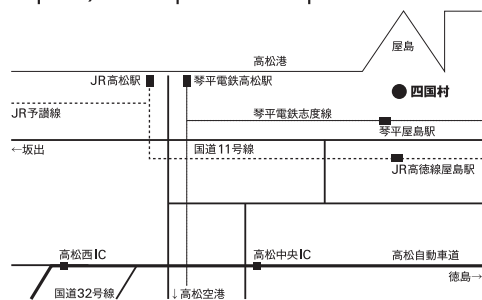 屋島
高松港
JR高松駅
琴平電鉄高松駅
四国村
JR予讃線
琴平電鉄志度線
琴平屋島駅
←坂出
国道11号線
JR高徳線屋島駅
高松西IC
高松中央IC
高松自動車道
徳島→
国道32号線
↓高松空港